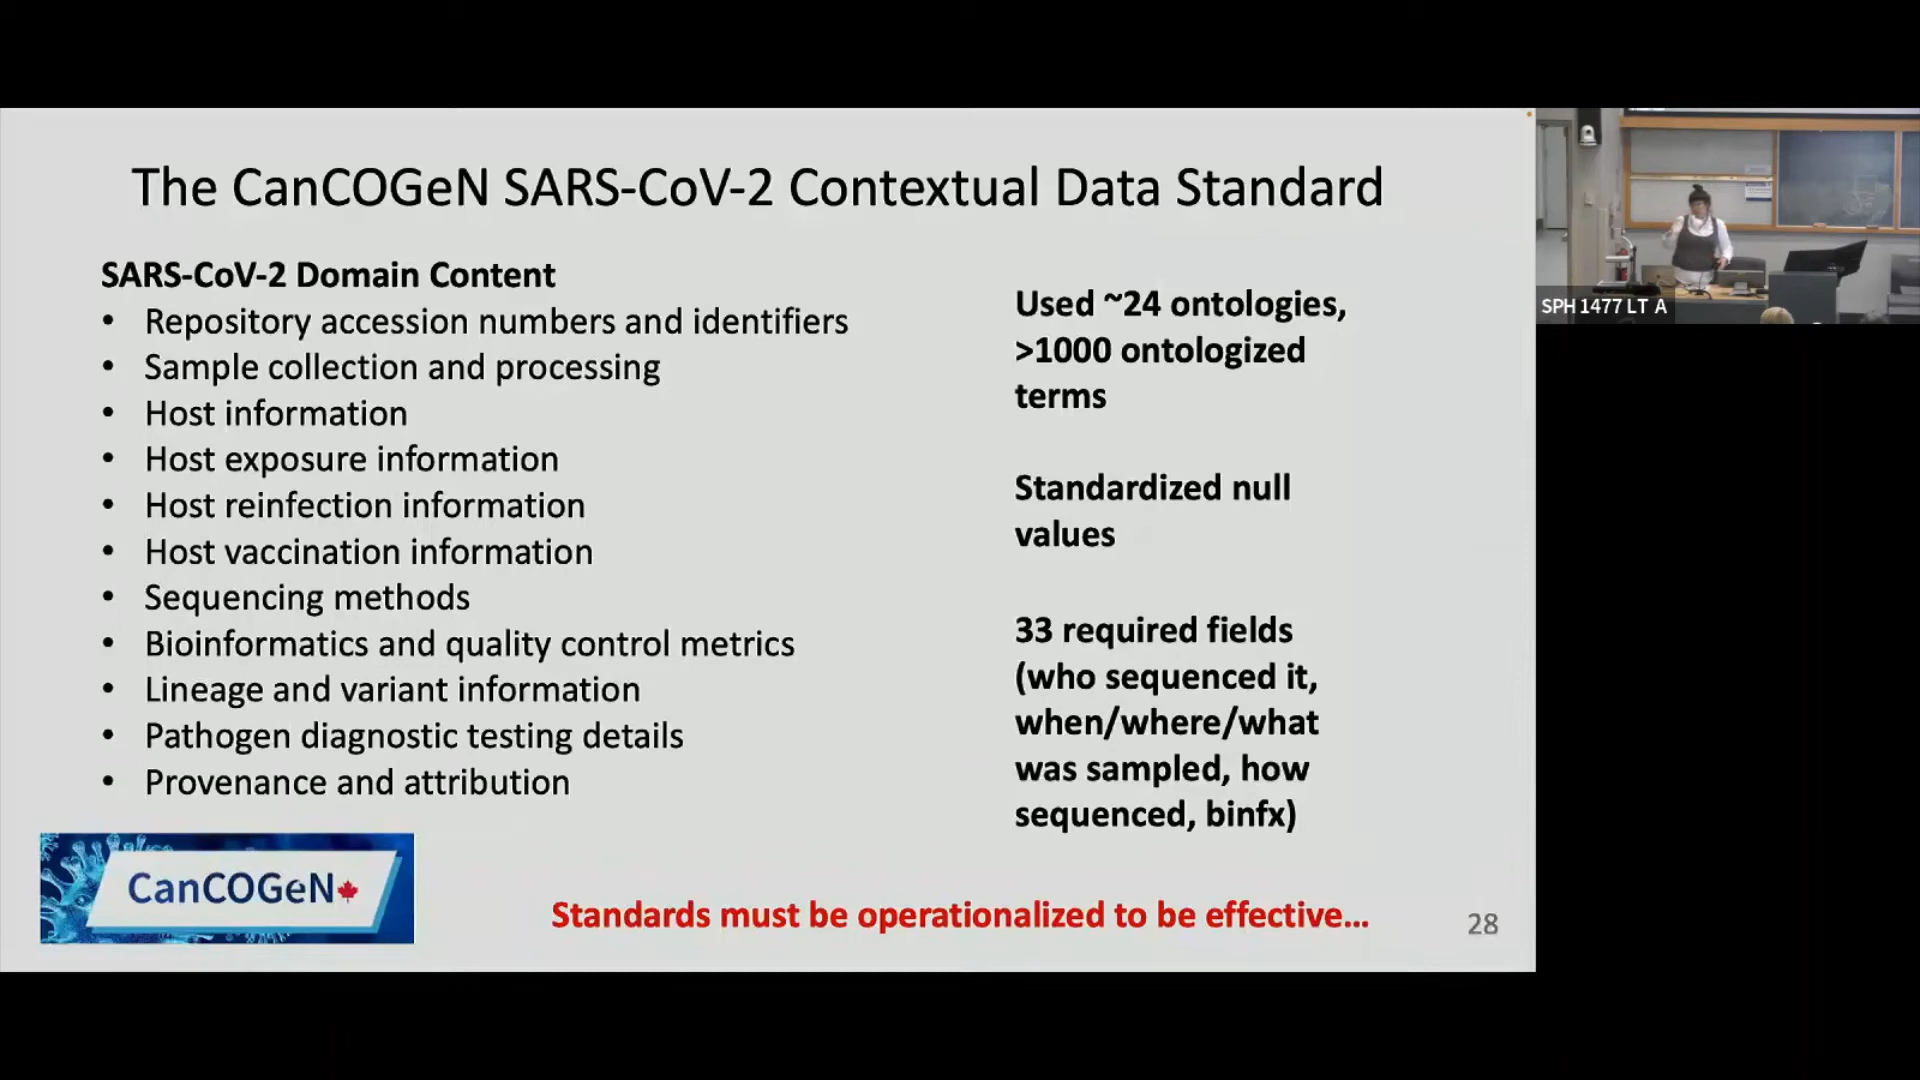 The CanCOGeN SARS-CoV-2 Contextual Data Standard
SARS-CoV-2 Domain Content
• Repository accession numbers and identifiers
• Sample collection and processing
• Host information
• Host exposure information
• Host reinfection information
• Host vaccination information
• Sequencing methods
• Bioinformatics and quality control metrics
• Lineage and variant information
• Pathogen diagnostic testing details
• Provenance and attribution
Used ~24 ontologies,
>1000 ontologized
terms
Standardized null
values
33 required fields
(who sequenced it,
when/where/what
was sampled, how
sequenced, binfx)
CanCOGeN
Standards must be operationalized to be effective...
28
SPH 1477 LT A